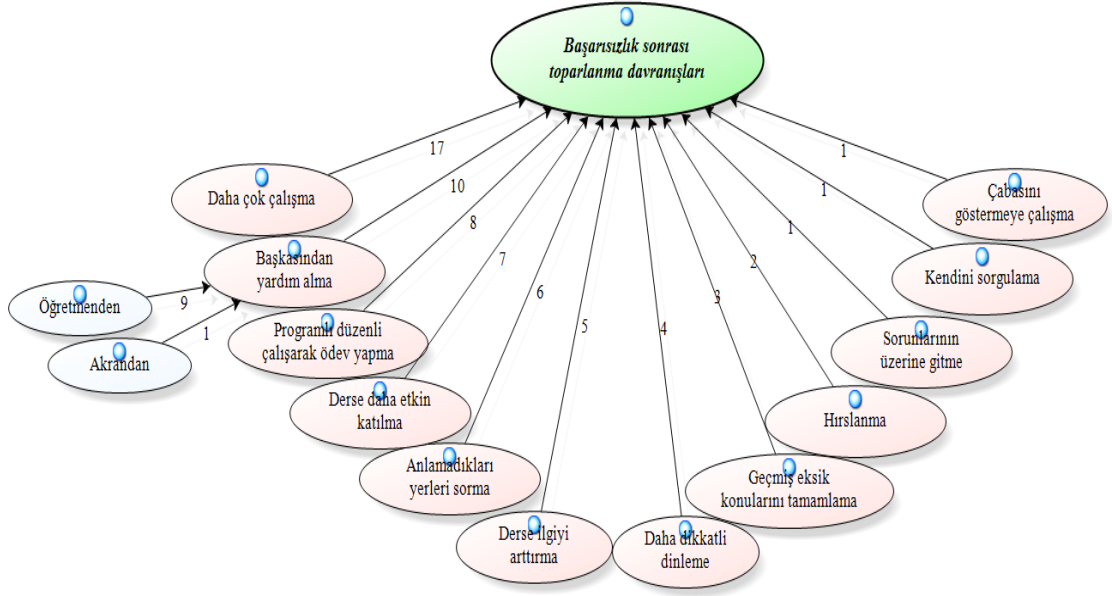 Başarısızlık sonrası
toparlanma davranışları
17
10
8
7
6
5
4
3
2
1
1
1
Daha çok çalışma
Başkasından
yardım alma
Öğretmenden
9
Akrandan
1
Programlı düzenli
çalışarak ödev yapma
Derse daha etkin
katılma
Anlamadıkları
yerleri sorma
Derse ilgiyi
arttırma
Daha dikkatli
dinleme
Geçmiş eksik
konularını tamamlama
Hırslanma
Sorunlarının
üzerine gitme
Kendini sorgulama
Çabasını
göstermeye çalışma